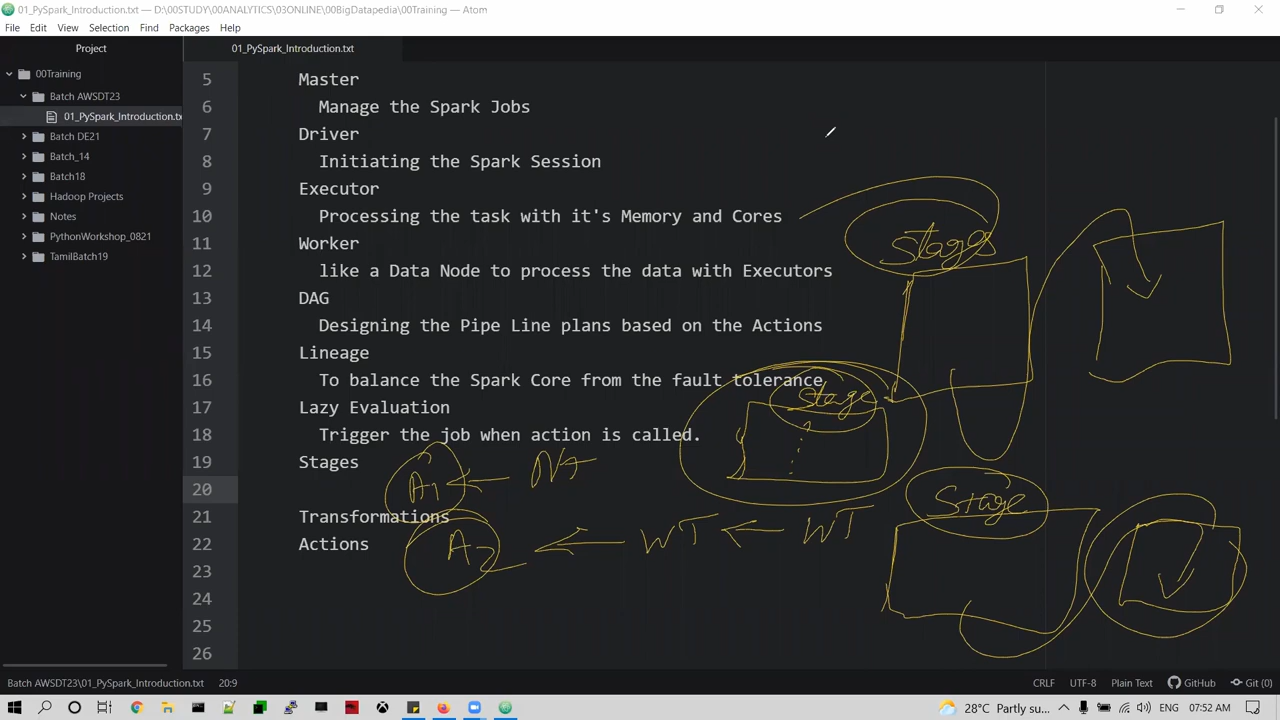 01_PySpark_Introduction.txt — D:\00STUDY\00ANALYTICS\03ONLINE\00BigDatapedia\00Training — Atom
File Edit View Selection Find Packages Help
Project
01_PySpark_Introduction.txt
00Training
Batch AWSDT23
01_PySpark_Introduction.tx
Batch DE21
Batch_14
Batch18
Hadoop Projects
Notes
PythonWorkshop_0821
TamilBatch19
5 Master
6 Manage the Spark Jobs
7 Driver
8 Initiating the Spark Session
9 Executor
10 Processing the task with it's Memory and Cores
11 Worker
12 like a Data Node to process the data with Executors
13 DAG
14 Designing the Pipe Line plans based on the Actions
15 Lineage
16 To balance the Spark Core from the fault tolerance
17 Lazy Evaluation
18 Trigger the job when action is called.
19 Stages
20
21 Transformations
22 Actions
23
24
25
26
Stages
Stage
Stage
A1 NT
A2 WT WT
Batch AWSDT23\01_PySpark_Introduction.txt 20:9 CRLF UTF-8 Plain Text GitHub Git (0)
28°C Partly su... ENG 07:52 AM